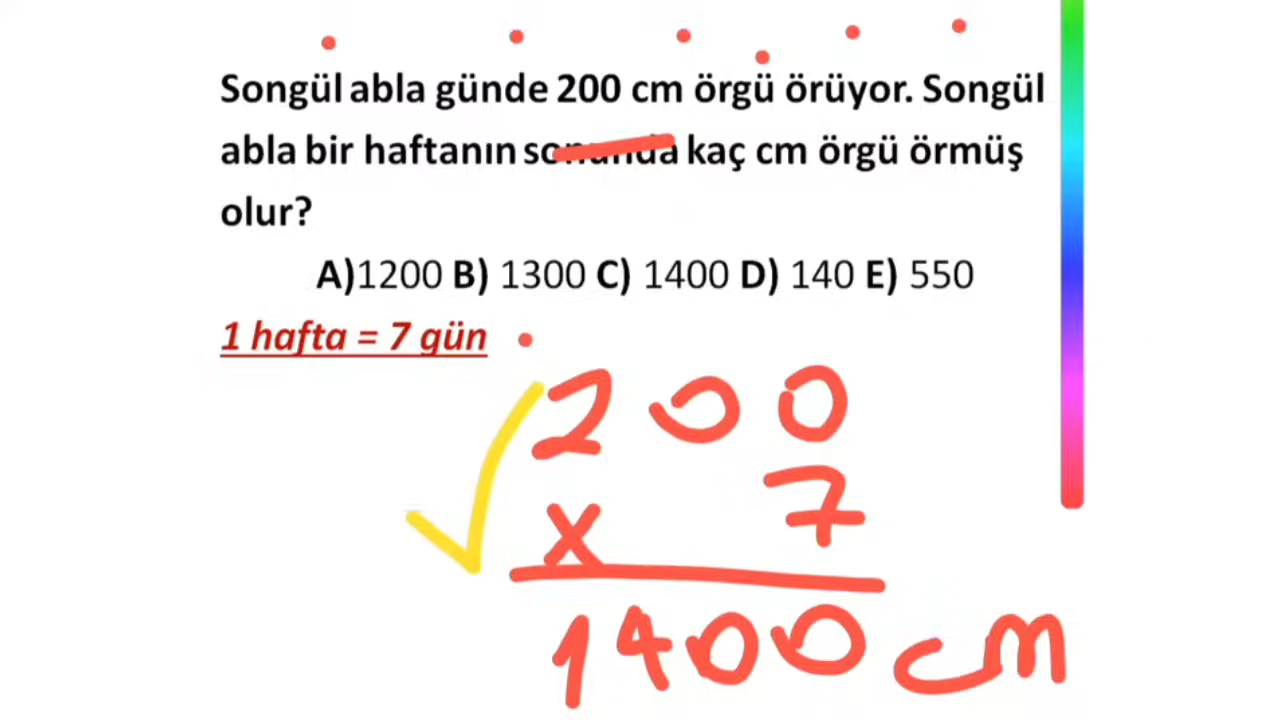 Songül abla günde 200 cm örgü örüyor. Songül
abla bir haftanın sonunda kaç cm örgü örmüş
olur?
A)1200 B) 1300 C) 1400 D) 140 E) 550
1 hafta = 7 gün
200
x 7
1400 cm